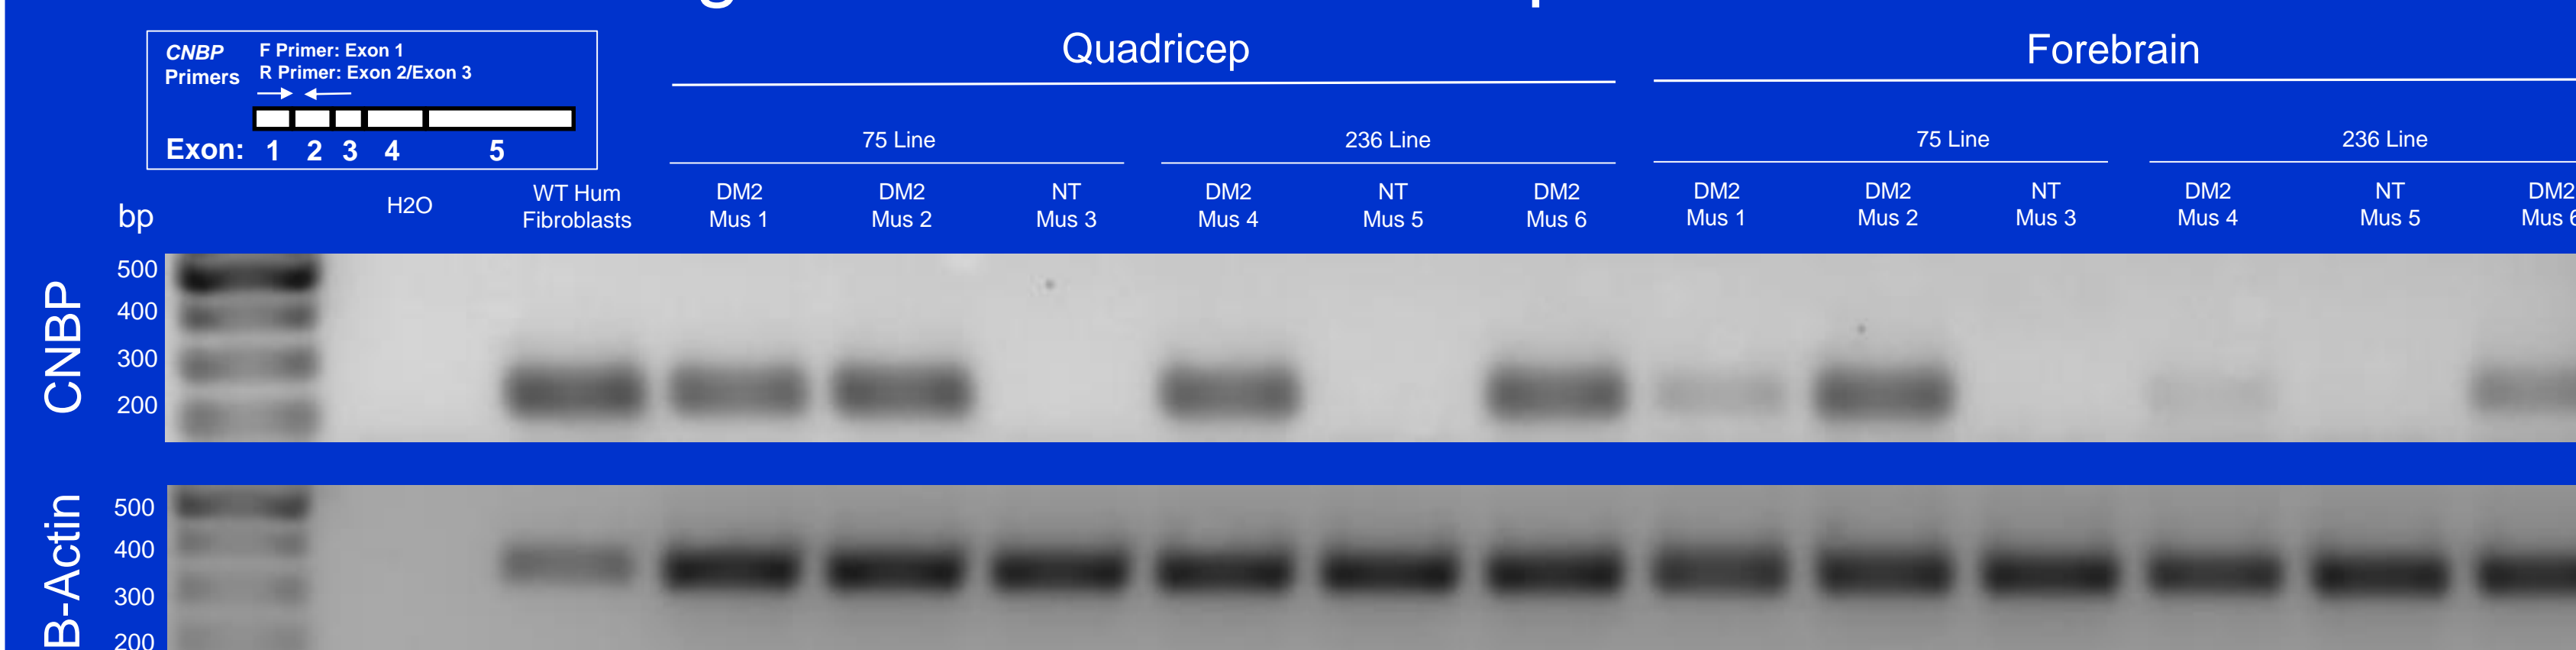 CNBP
Primers
F Primer: Exon 1
R Primer: Exon 2/Exon 3
Exon: 1 2 3 4 5
Quadricep
Forebrain
75 Line
236 Line
75 Line
236 Line
bp
H2O
WT Hum
Fibroblasts
DM2
Mus 1
DM2
Mus 2
NT
Mus 3
DM2
Mus 4
NT
Mus 5
DM2
Mus 6
DM2
Mus 1
DM2
Mus 2
NT
Mus 3
DM2
Mus 4
NT
Mus 5
DM2
Mus 6
CNBP
500
400
300
200
B-Actin
500
400
300
200